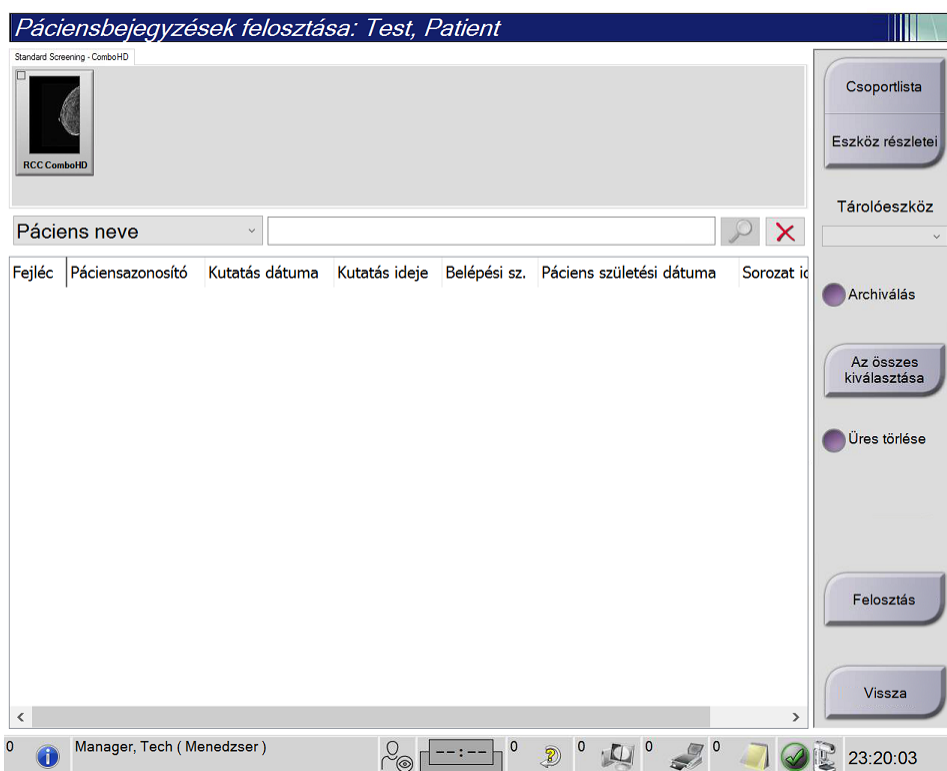 Páciensbejegyzések felosztása: Test, Patient
Standard Screening - ComboHD
RCC ComboHD
Csoportlista
Eszköz részletei
Tárolóeszköz
Páciens neve
Fejléc Páciensazonosító Kutatás dátuma Kutatás ideje Belépési sz. Páciens születési dátuma Sorozat id
Archiválás
Az összes
kiválasztása
Üres törlése
Felosztás
Vissza
0 Manager, Tech ( Menedzser ) --:-- 0 0 0 0 23:20:03